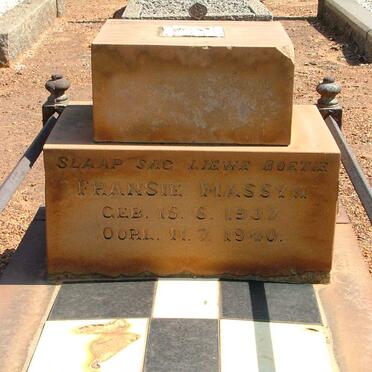 SLAAP SAG LIEWE BOETIE
FRANSIE MASSYN
GEB. 15. 6. 1937
OORL. 11. 7. 1940.